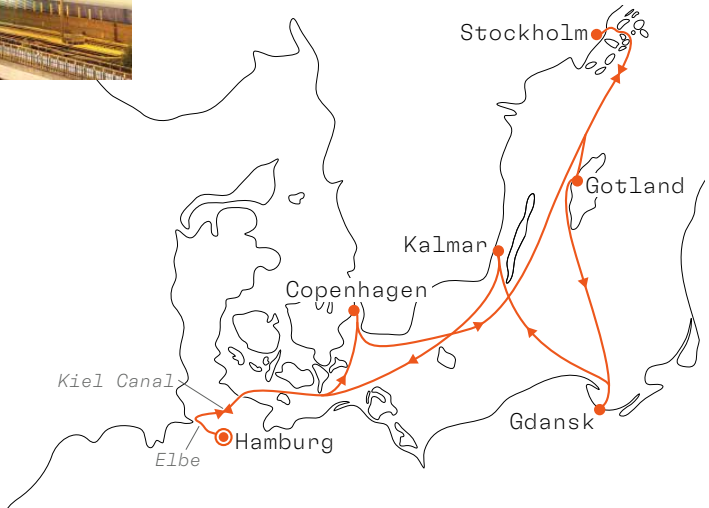 Stockholm
Gotland
Kalmar
Copenhagen
Kiel Canal
Gdansk
Hamburg
Elbe